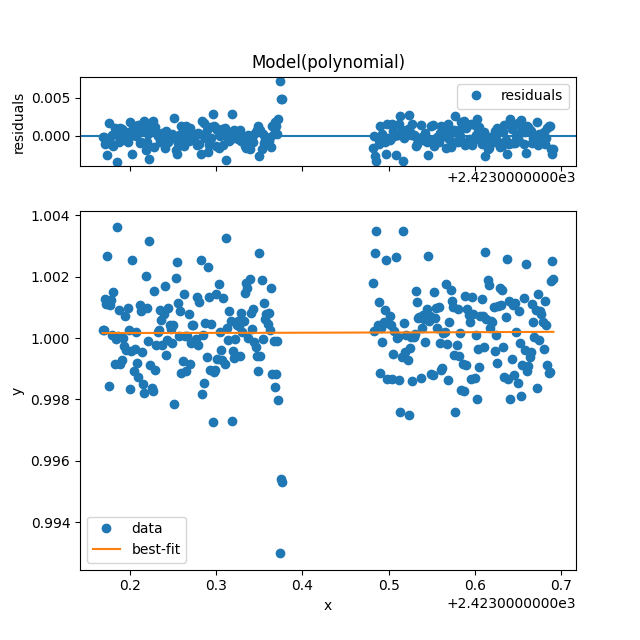 Model(polynomial)
residuals
0.005
0.000
residuals
+2.4230000000e3
1.004
1.002
1.000
0.998
0.996
0.994
y
data
best-fit
0.2 0.3 0.4 0.5 0.6 0.7
x
+2.4230000000e3